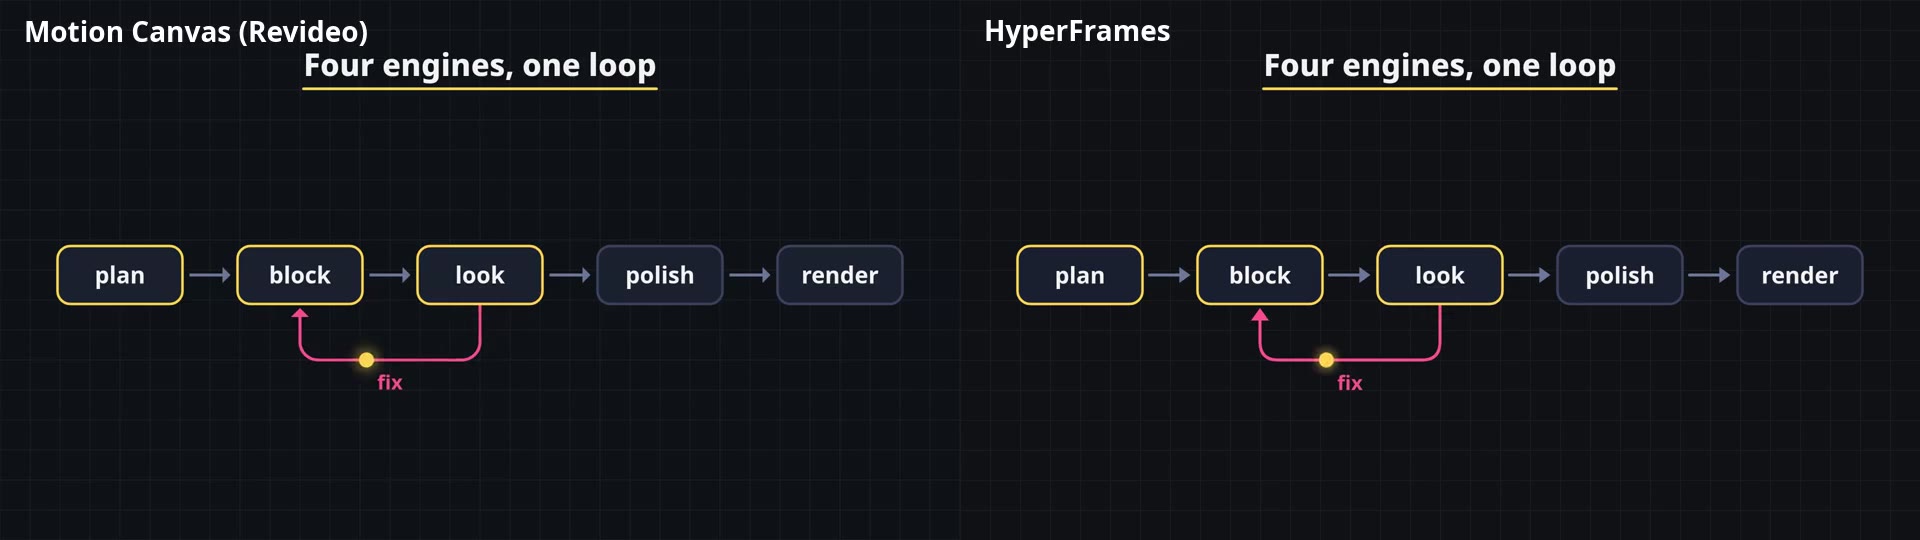 Motion Canvas (Revideo)
Four engines, one loop
plan
block
look
polish
render
fix
HyperFrames
Four engines, one loop
plan
block
look
polish
render
fix